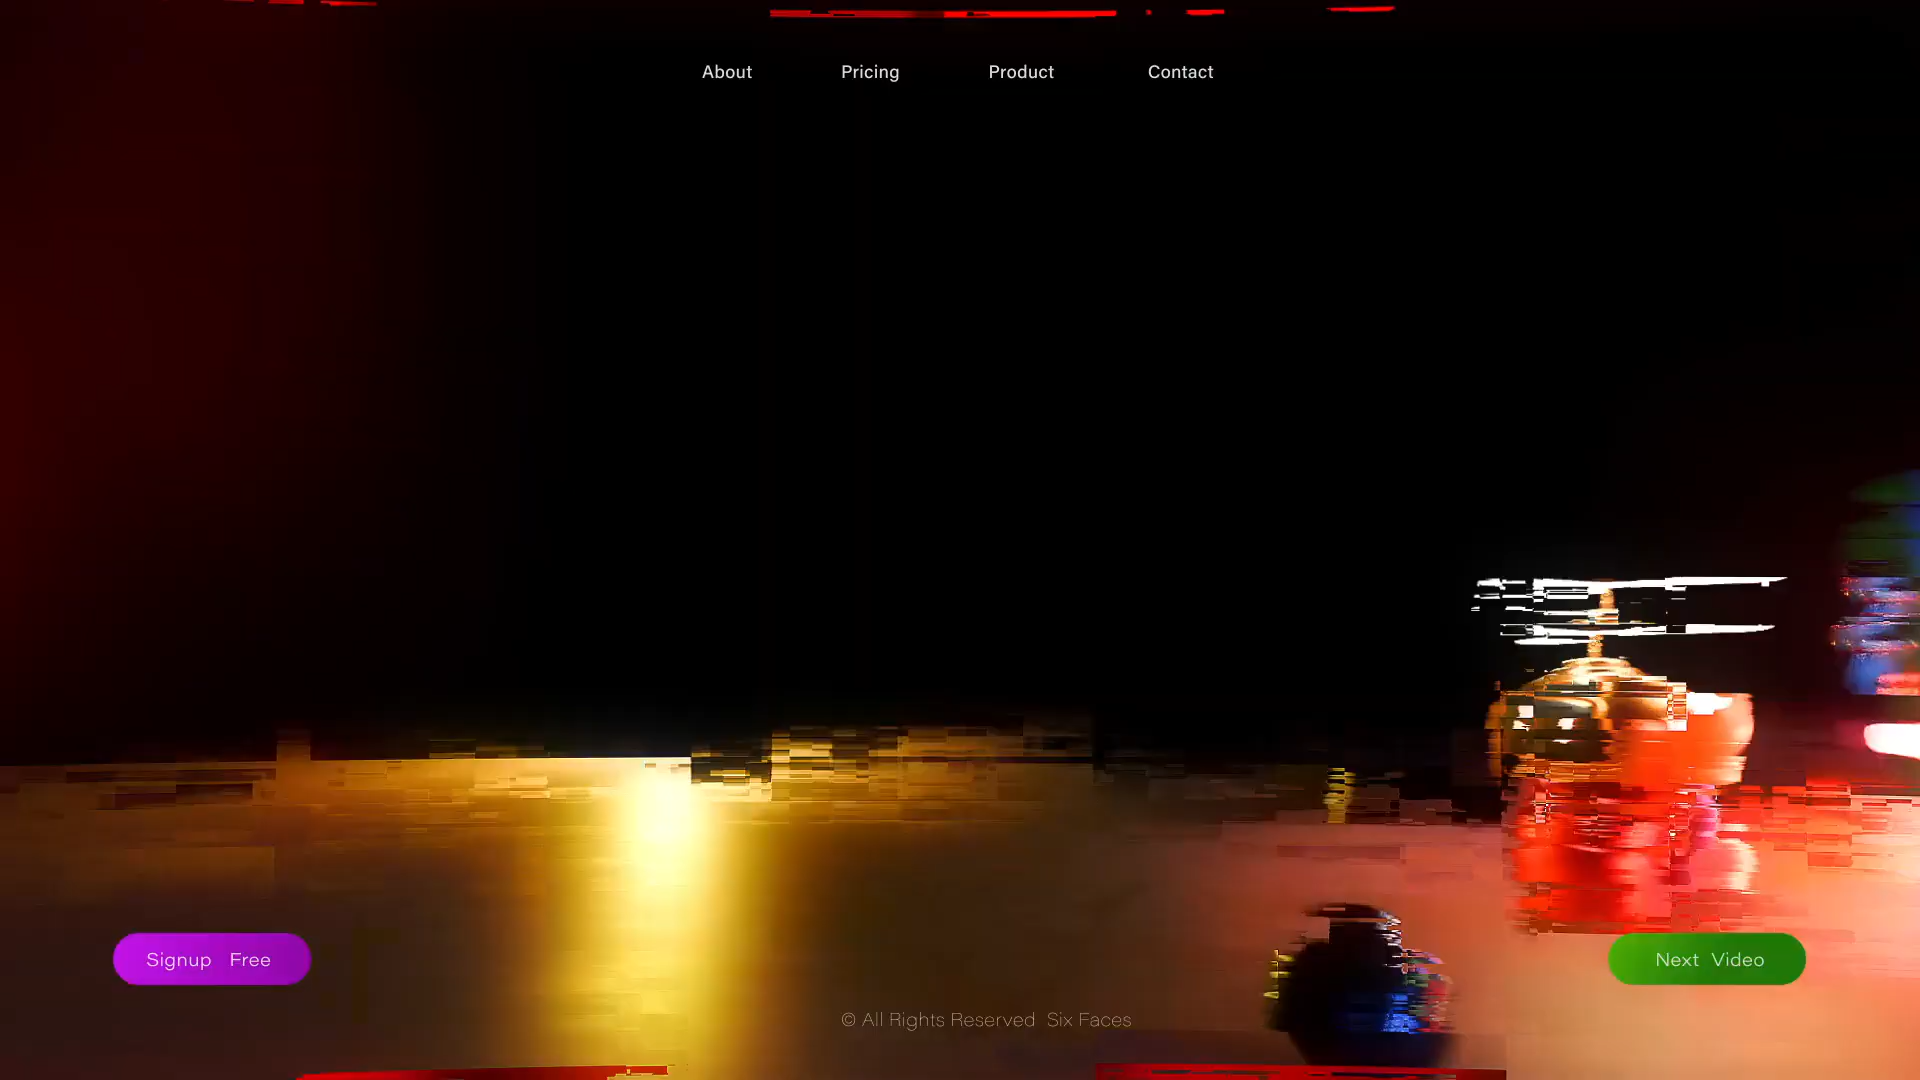 About Pricing Product Contact
Signup Free
Next Video
© All Rights Reserved Six Faces